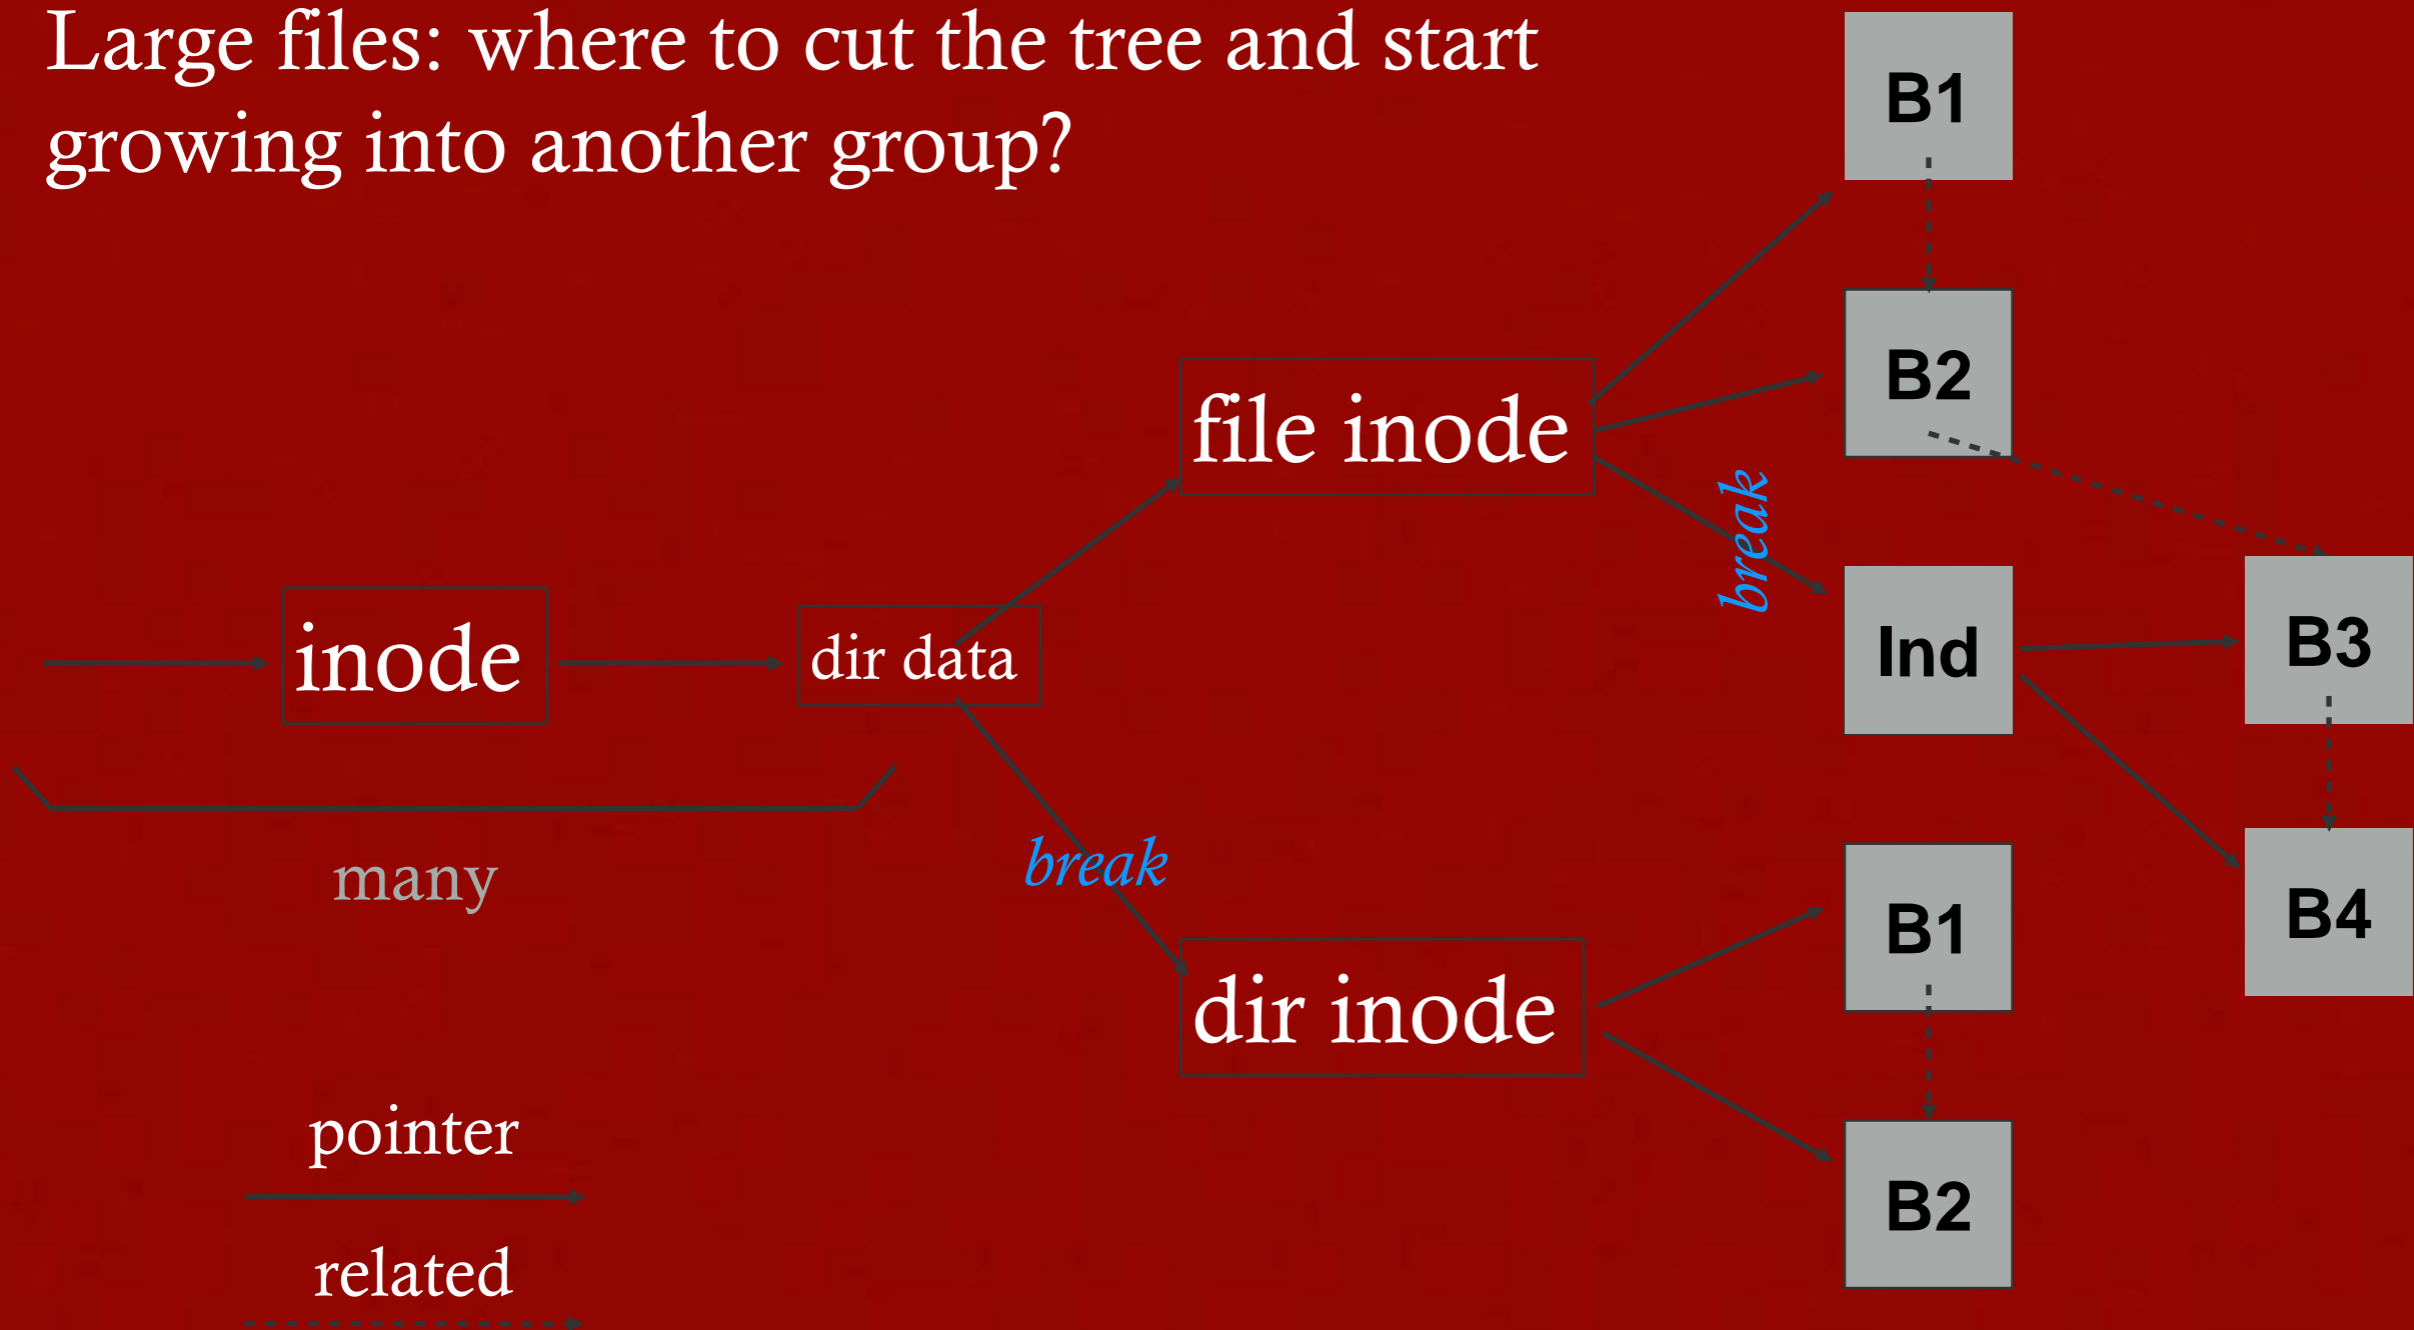 Large files: where to cut the tree and start
growing into another group?
B1
B2
file inode
break
inode
dir data
Ind
B3
many
break
B1
B4
dir inode
pointer
B2
related